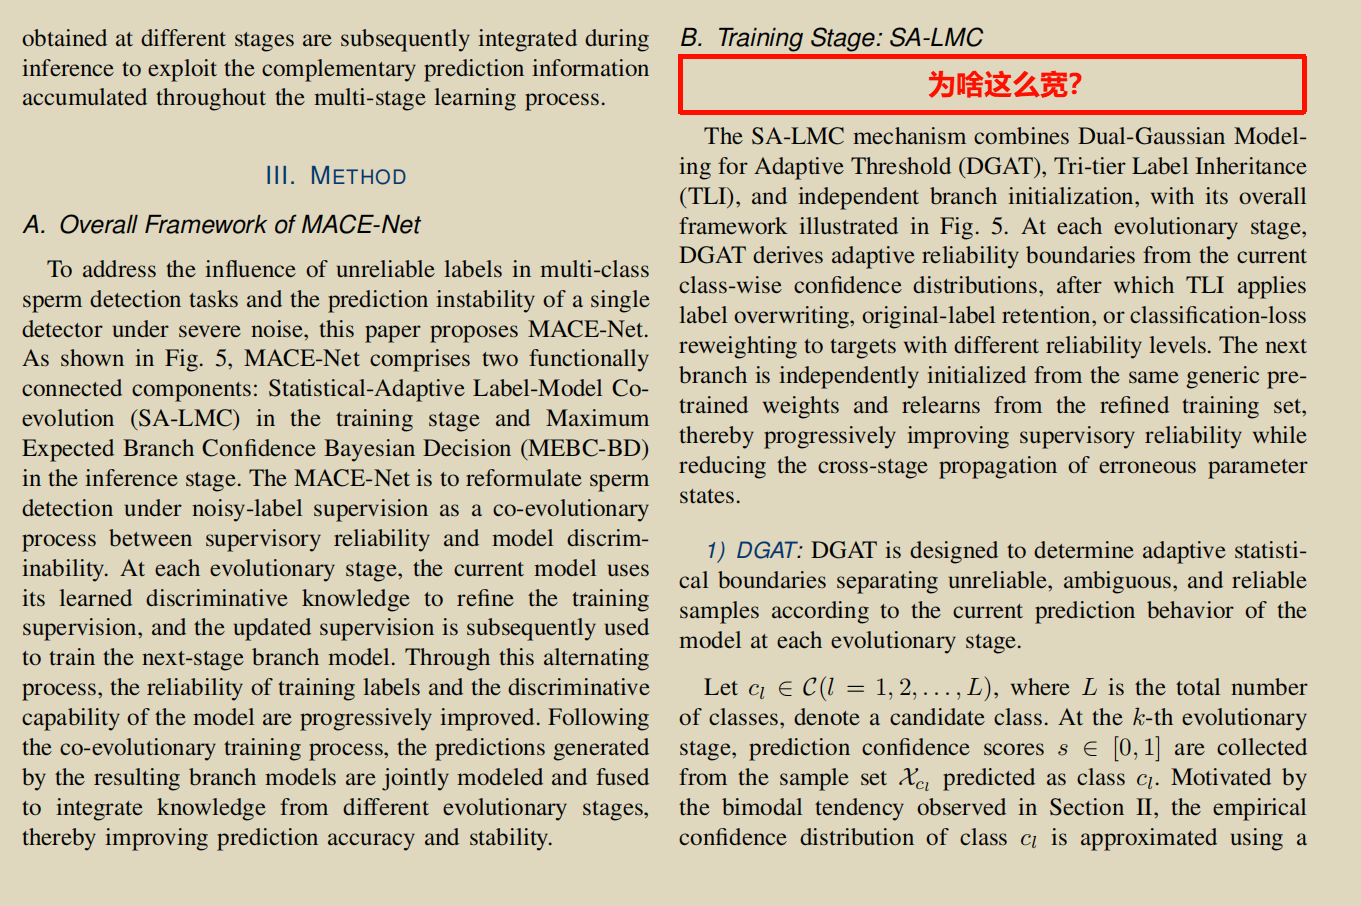 obtained at different stages are subsequently integrated during
inference to exploit the complementary prediction information
accumulated throughout the multi-stage learning process.
III. METHOD
A. Overall Framework of MACE-Net
To address the influence of unreliable labels in multi-class
sperm detection tasks and the prediction instability of a single
detector under severe noise, this paper proposes MACE-Net.
As shown in Fig. 5, MACE-Net comprises two functionally
connected components: Statistical-Adaptive Label-Model Co-
evolution (SA-LMC) in the training stage and Maximum
Expected Branch Confidence Bayesian Decision (MEBC-BD)
in the inference stage. The MACE-Net is to reformulate sperm
detection under noisy-label supervision as a co-evolutionary
process between supervisory reliability and model discrim-
inability. At each evolutionary stage, the current model uses
its learned discriminative knowledge to refine the training
supervision, and the updated supervision is subsequently used
to train the next-stage branch model. Through this alternating
process, the reliability of training labels and the discriminative
capability of the model are progressively improved. Following
the co-evolutionary training process, the predictions generated
by the resulting branch models are jointly modeled and fused
to integrate knowledge from different evolutionary stages,
thereby improving prediction accuracy and stability.
B. Training Stage: SA-LMC
为啥这么宽?
The SA-LMC mechanism combines Dual-Gaussian Model-
ing for Adaptive Threshold (DGAT), Tri-tier Label Inheritance
(TLI), and independent branch initialization, with its overall
framework illustrated in Fig. 5. At each evolutionary stage,
DGAT derives adaptive reliability boundaries from the current
class-wise confidence distributions, after which TLI applies
label overwriting, original-label retention, or classification-loss
reweighting to targets with different reliability levels. The next
branch is independently initialized from the same generic pre-
trained weights and relearns from the refined training set,
thereby progressively improving supervisory reliability while
reducing the cross-stage propagation of erroneous parameter
states.
1) DGAT: DGAT is designed to determine adaptive statisti-
cal boundaries separating unreliable, ambiguous, and reliable
samples according to the current prediction behavior of the
model at each evolutionary stage.
Let c_l ∈ C(l = 1, 2, . . . , L), where L is the total number
of classes, denote a candidate class. At the k-th evolutionary
stage, prediction confidence scores s ∈ [0, 1] are collected
from the sample set X_{c_l} predicted as class c_l. Motivated by
the bimodal tendency observed in Section II, the empirical
confidence distribution of class c_l is approximated using a